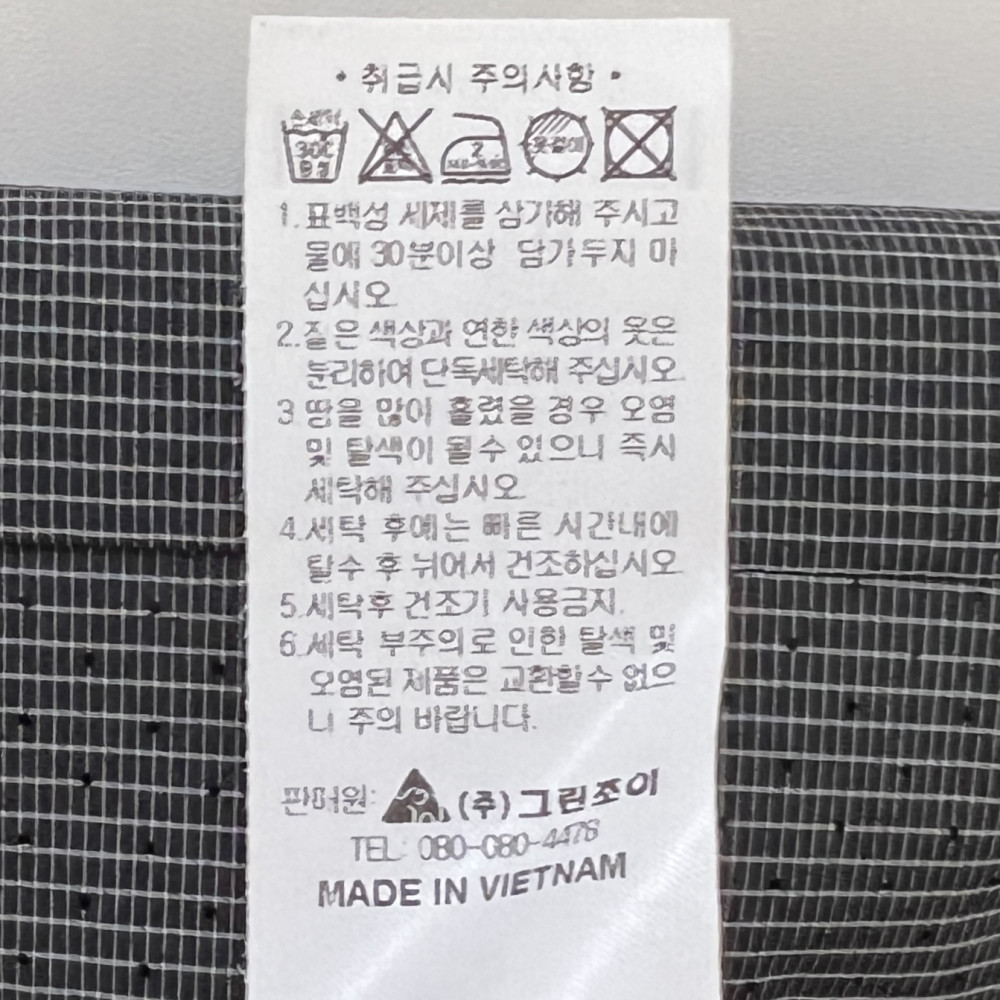 • 취급시 주의사항 •
손세탁
30℃
중성
2
옷걸이
1. 표백성 세제를 삼가해 주시고
물에 30분이상 담가두지 마
십시오
2. 짙은 색상과 연한 색상의 옷은
분리하여 단독세탁해 주십시오
3 땀을 많이 흘렸을 경우 오염
및 탈색이 될수 있으니 즉시
세탁해 주십시오
4. 세탁 후에는 빠른 시간내에
탈수 후 뉘어서 건조하십시오
5. 세탁후 건조기 사용금지.
6. 세탁 부주의로 인한 탈색 및
오염된 제품은 교환할수 없으
니 주의 바랍니다.
판매원: (주)그린조이
TEL: 080-080-4478
MADE IN VIETNAM